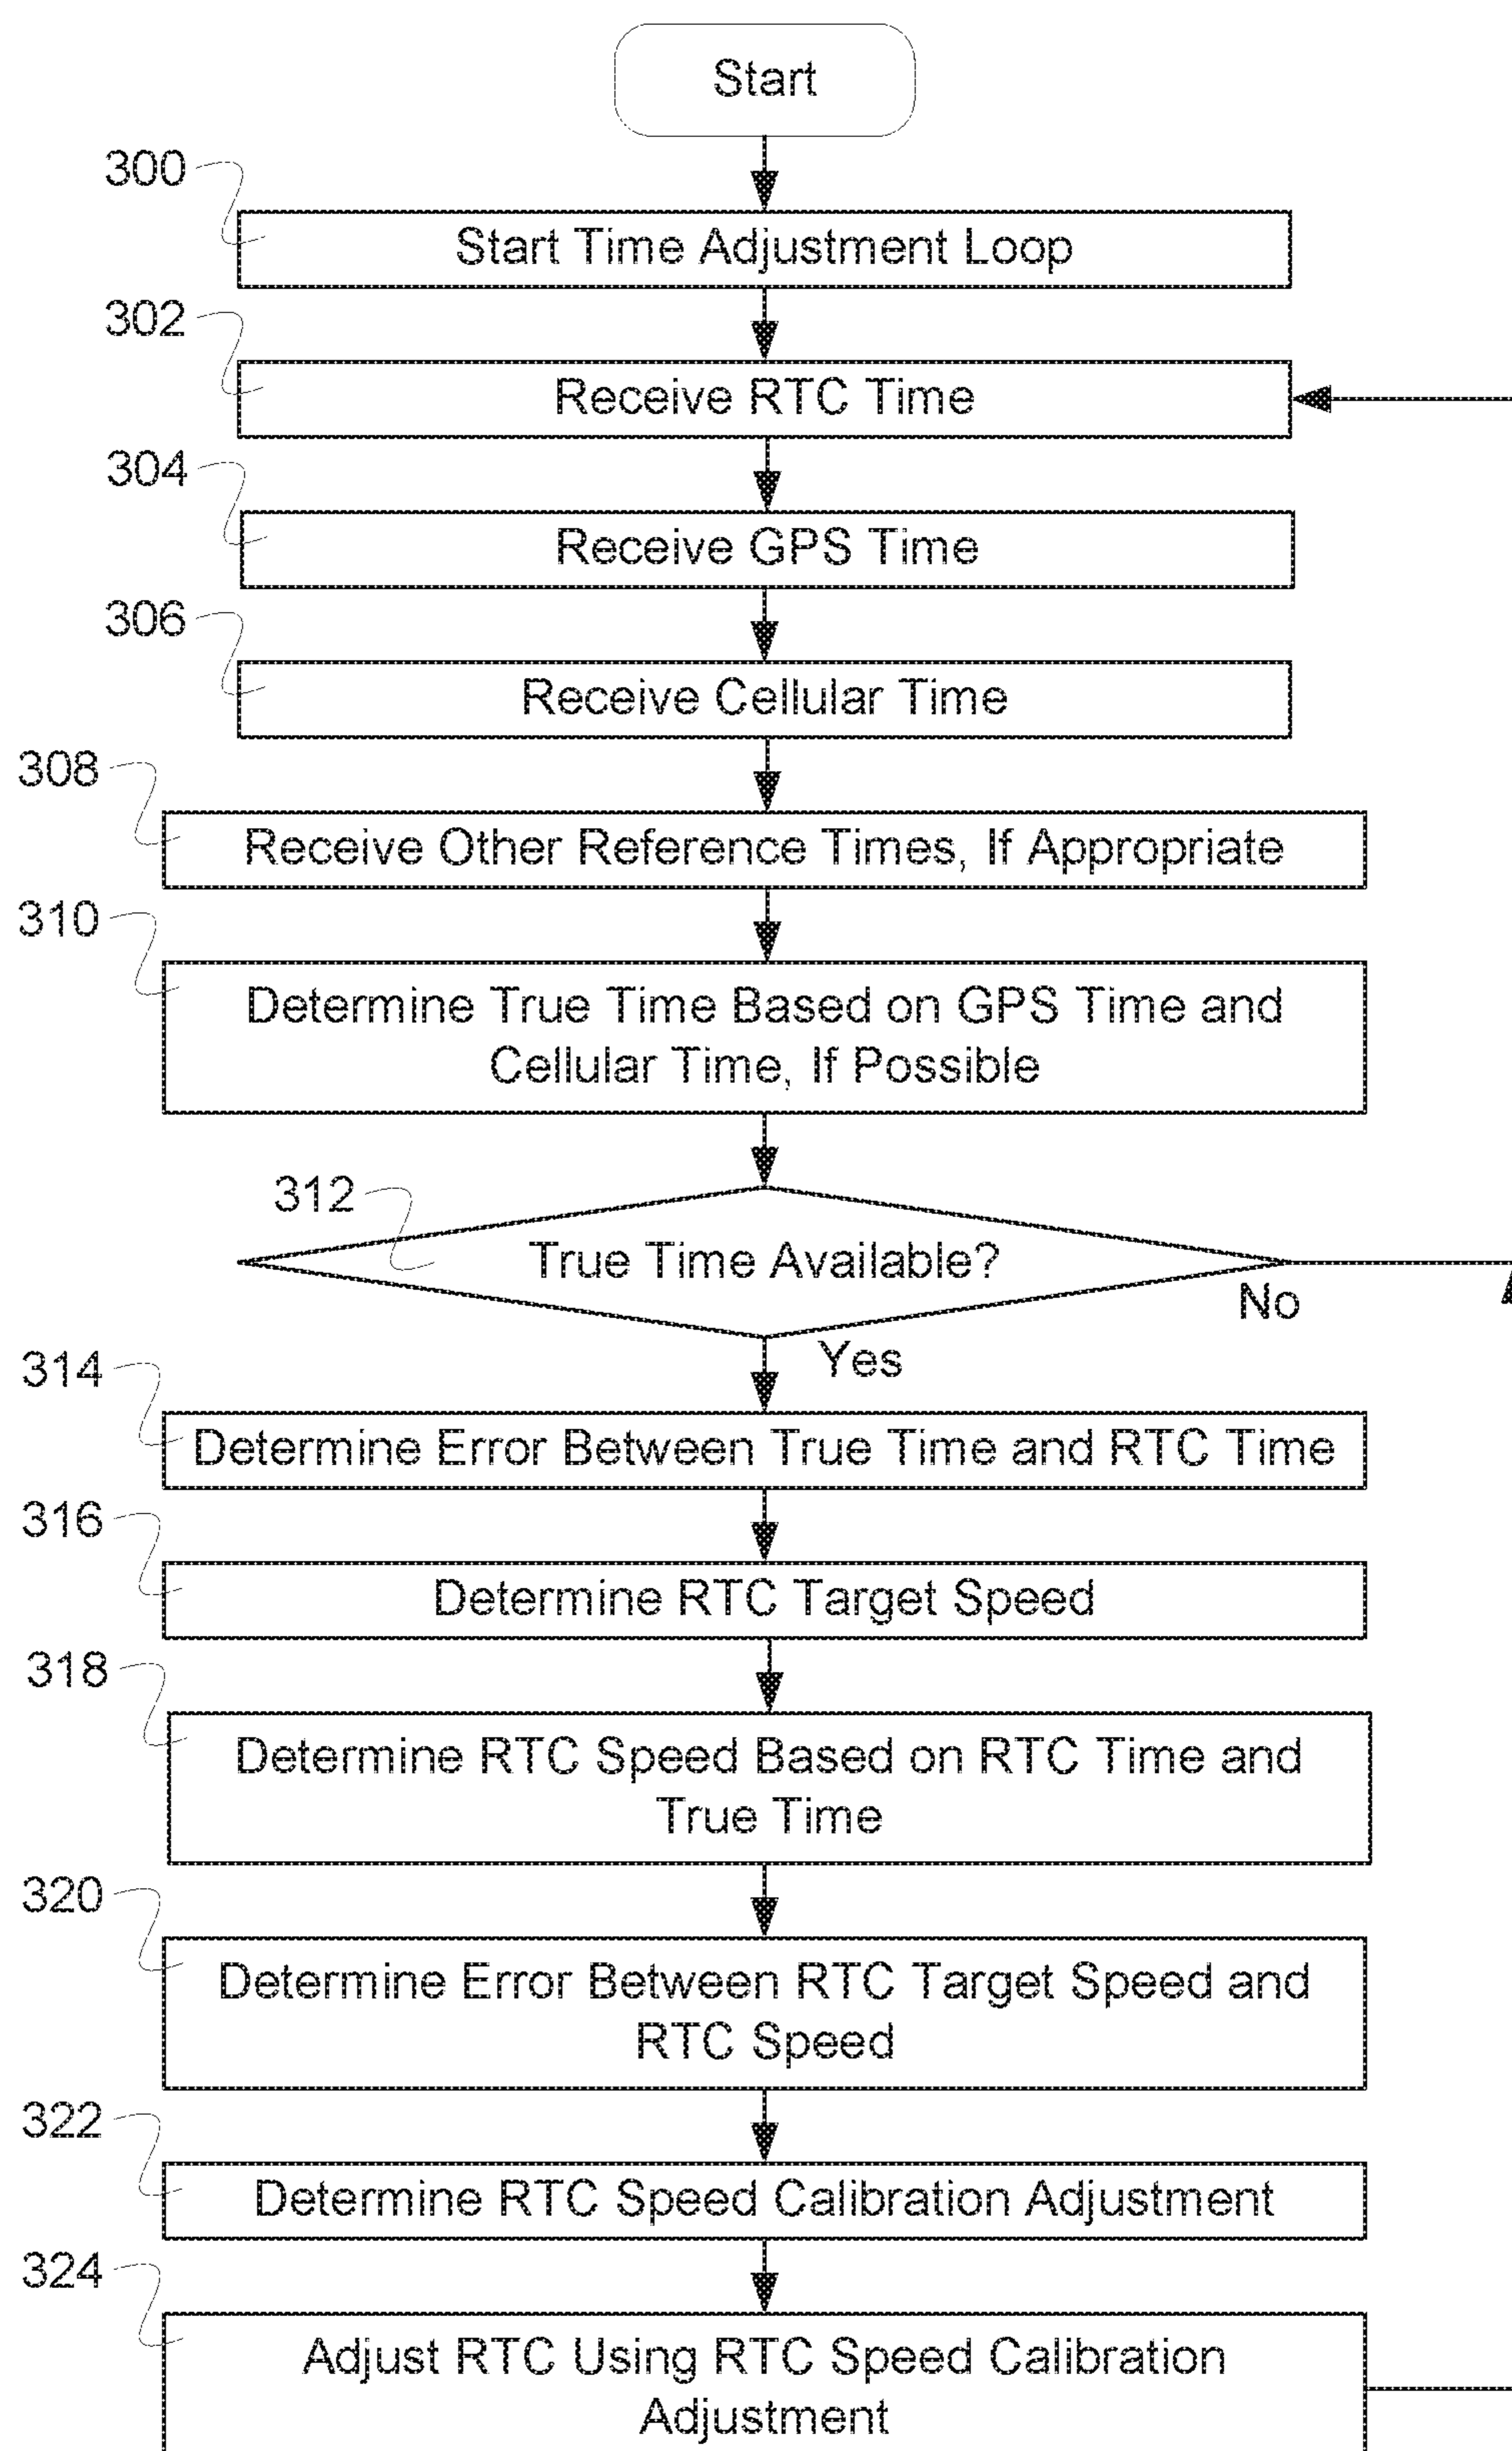 Start
300
Start Time Adjustment Loop
302
Receive RTC Time
304
Receive GPS Time
306
Receive Cellular Time
308
Receive Other Reference Times, If Appropriate
310
Determine True Time Based on GPS Time and
Cellular Time, If Possible
312
True Time Available?
No
Yes
314
Determine Error Between True Time and RTC Time
316
Determine RTC Target Speed
318
Determine RTC Speed Based on RTC Time and
True Time
320
Determine Error Between RTC Target Speed and
RTC Speed
322
Determine RTC Speed Calibration Adjustment
324
Adjust RTC Using RTC Speed Calibration
Adjustment